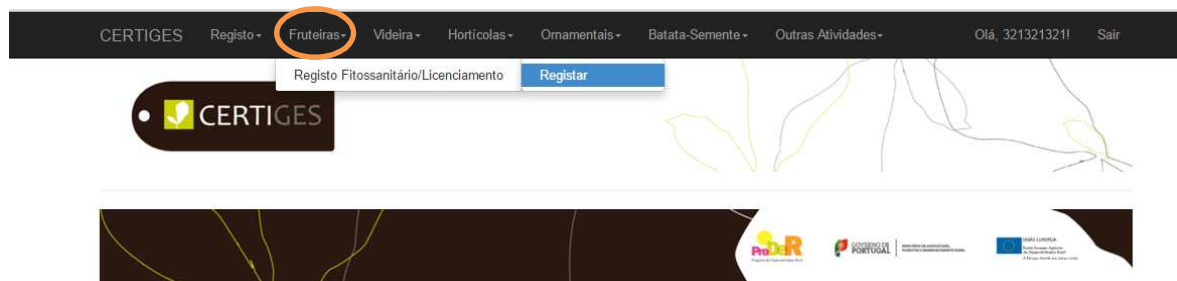 CERTIGES Registo Fruteiras Videira Hortícolas Ornamentais Batata-Semente Outras Atividades Olá, 321321321! Sair
Registo Fitossanitário/Licenciamento Registar
CERTIGES
ProDeR
GOVERNO DE
PORTUGAL
UNIÃO EUROPEIA